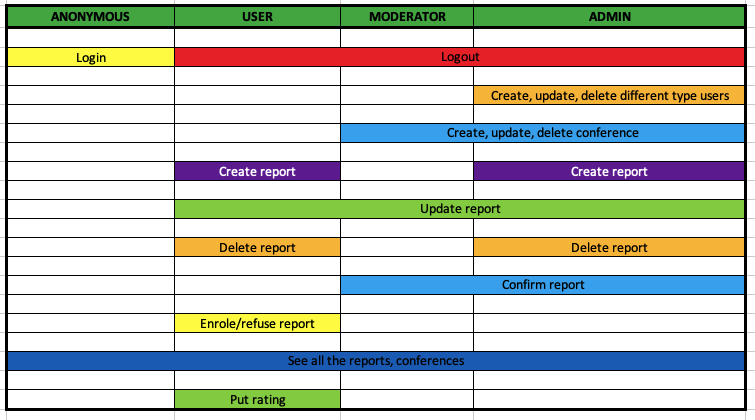 ANONYMOUS USER MODERATOR ADMIN
Login Logout
Create, update, delete different type users
Create, update, delete conference
Create report Create report
Update report
Delete report Delete report
Confirm report
Enrole/refuse report
See all the reports, conferences
Put rating